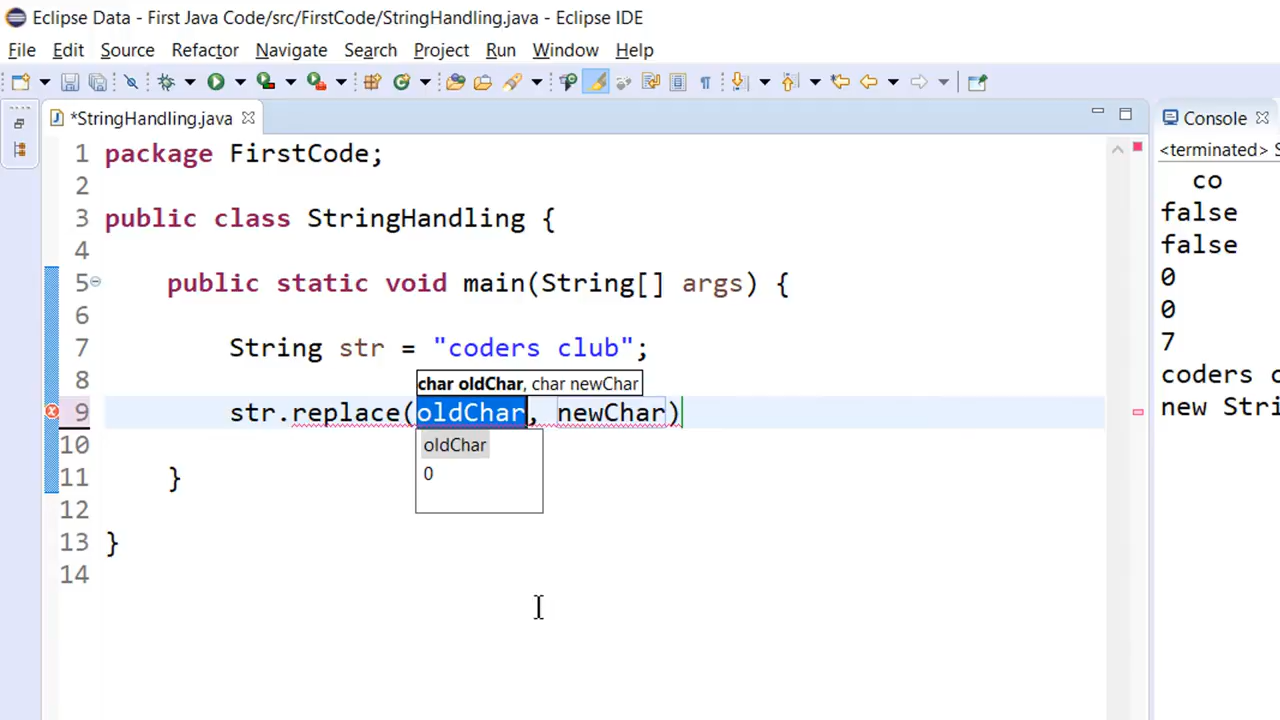 Eclipse Data - First Java Code/src/FirstCode/StringHandling.java - Eclipse IDE
File Edit Source Refactor Navigate Search Project Run Window Help
*StringHandling.java
1 package FirstCode;
2
3 public class StringHandling {
4
5 public static void main(String[] args) {
6
7 String str = "coders club";
8
char oldChar, char newChar
9 str.replace(oldChar, newChar)
oldChar
10
0
11 }
12
13 }
14
Console
<terminated>
co
false
false
0
0
7
coders
new